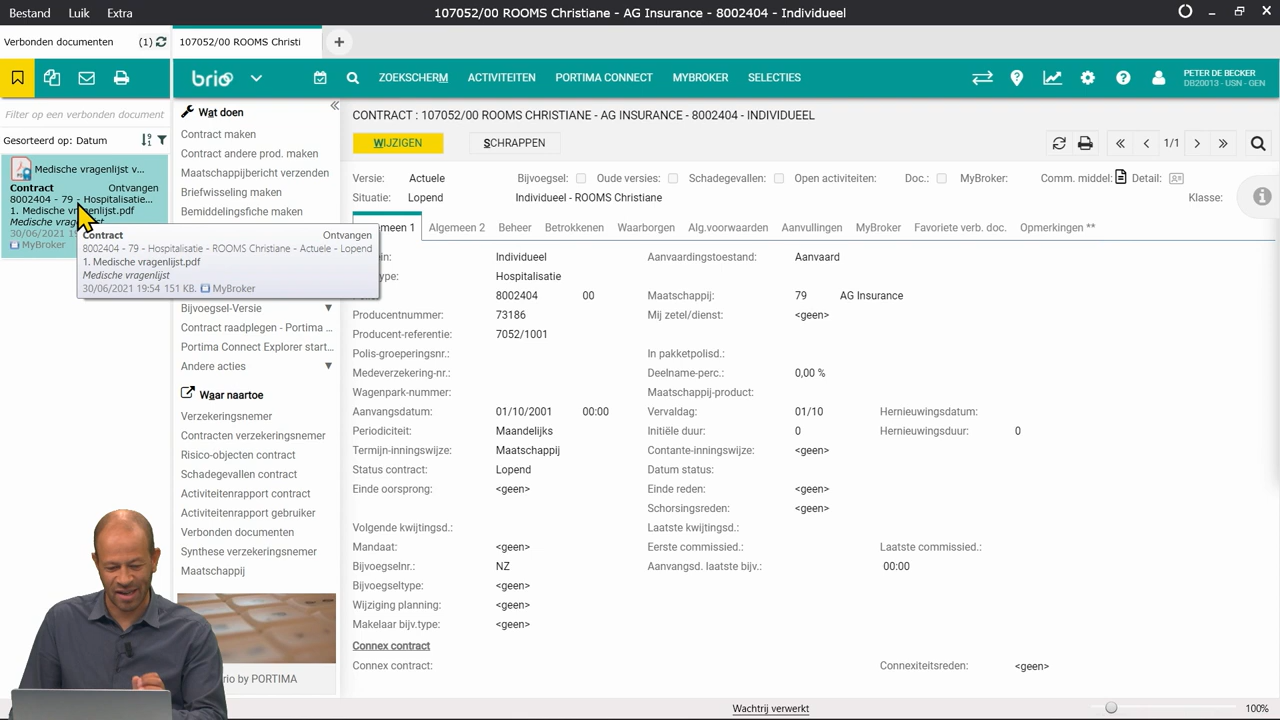 Bestand Luik Extra 107052/00 ROOMS Christiane - AG Insurance - 8002404 - Individueel
Verbonden documenten (1) 107052/00 ROOMS Christi +
brio ZOEKSCHERM ACTIVITEITEN PORTIMA CONNECT MYBROKER SELECTIES PETER DE BECKER
DB20013 - USN - GEN
Filter op een verbonden document
Gesorteerd op: Datum
Medische vragenlijst v...
Contract Ontvangen
8002404 - 79 - Hospitalisatie...
1. Medische vragenlijst.pdf
Medische
30/06/2021
MyBroker
Contract Ontvangen
8002404 - 79 - Hospitalisatie - ROOMS Christiane - Actuele - Lopend
1. Medische vragenlijst.pdf
Medische vragenlijst
30/06/2021 19:54 151 KB. MyBroker
Wat doen
Contract maken
Contract andere prod. maken
Maatschappijbericht verzenden
Briefwisseling maken
Bemiddelingsfiche maken
Bijvoegsel-Versie
Contract raadplegen - Portima ...
Portima Connect Explorer start...
Andere acties
Waar naartoe
Verzekeringsnemer
Contracten verzekeringsnemer
Risico-objecten contract
Schadegevallen contract
Activiteitenrapport contract
Activiteitenrapport gebruiker
Verbonden documenten
Synthese verzekeringsnemer
Maatschappij
by PORTIMA
CONTRACT : 107052/00 ROOMS CHRISTIANE - AG INSURANCE - 8002404 - INDIVIDUEEL
WIJZIGEN SCHRAPPEN 1/1
Versie: Actuele Bijvoegsel: Oude versies: Schadegevallen: Open activiteiten: Doc.: MyBroker: Comm. middel: Detail:
Situatie: Lopend Individueel - ROOMS Christiane Klasse:
1 Algemeen 2 Beheer Betrokkenen Waarborgen Alg.voorwaarden Aanvullingen MyBroker Favoriete verb. doc. Opmerkingen **
Individueel Aanvaardingstoestand: Aanvaard
Hospitalisatie
8002404 00 Maatschappij: 79 AG Insurance
Producentnummer: 73186 Mij zetel/dienst: <geen>
Producent-referentie: 7052/1001
Polis-groeperingsnr.: In pakketpolisd.:
Medeverzekering-nr.: Deelname-perc.: 0,00 %
Wagenpark-nummer: Maatschappij-product:
Aanvangsdatum: 01/10/2001 00:00 Vervaldag: 01/10 Hernieuwingsdatum:
Periodiciteit: Maandelijks Initiële duur: 0 Hernieuwingsduur: 0
Termijn-inningswijze: Maatschappij Contante-inningswijze: <geen>
Status contract: Lopend Datum status:
Einde oorsprong: <geen> Einde reden: <geen>
Schorsingsreden: <geen>
Volgende kwijtingsd.: Laatste kwijtingsd.:
Mandaat: <geen> Eerste commissied.: Laatste commissied.:
Bijvoegselnr.: NZ Aanvangsd. laatste bijv.: 00:00
Bijvoegseltype: <geen>
Wijziging planning: <geen>
Makelaar bijv.type: <geen>
Connex contract
Connex contract: Connexiteitsreden: <geen>
Wachtrij verwerkt 100%